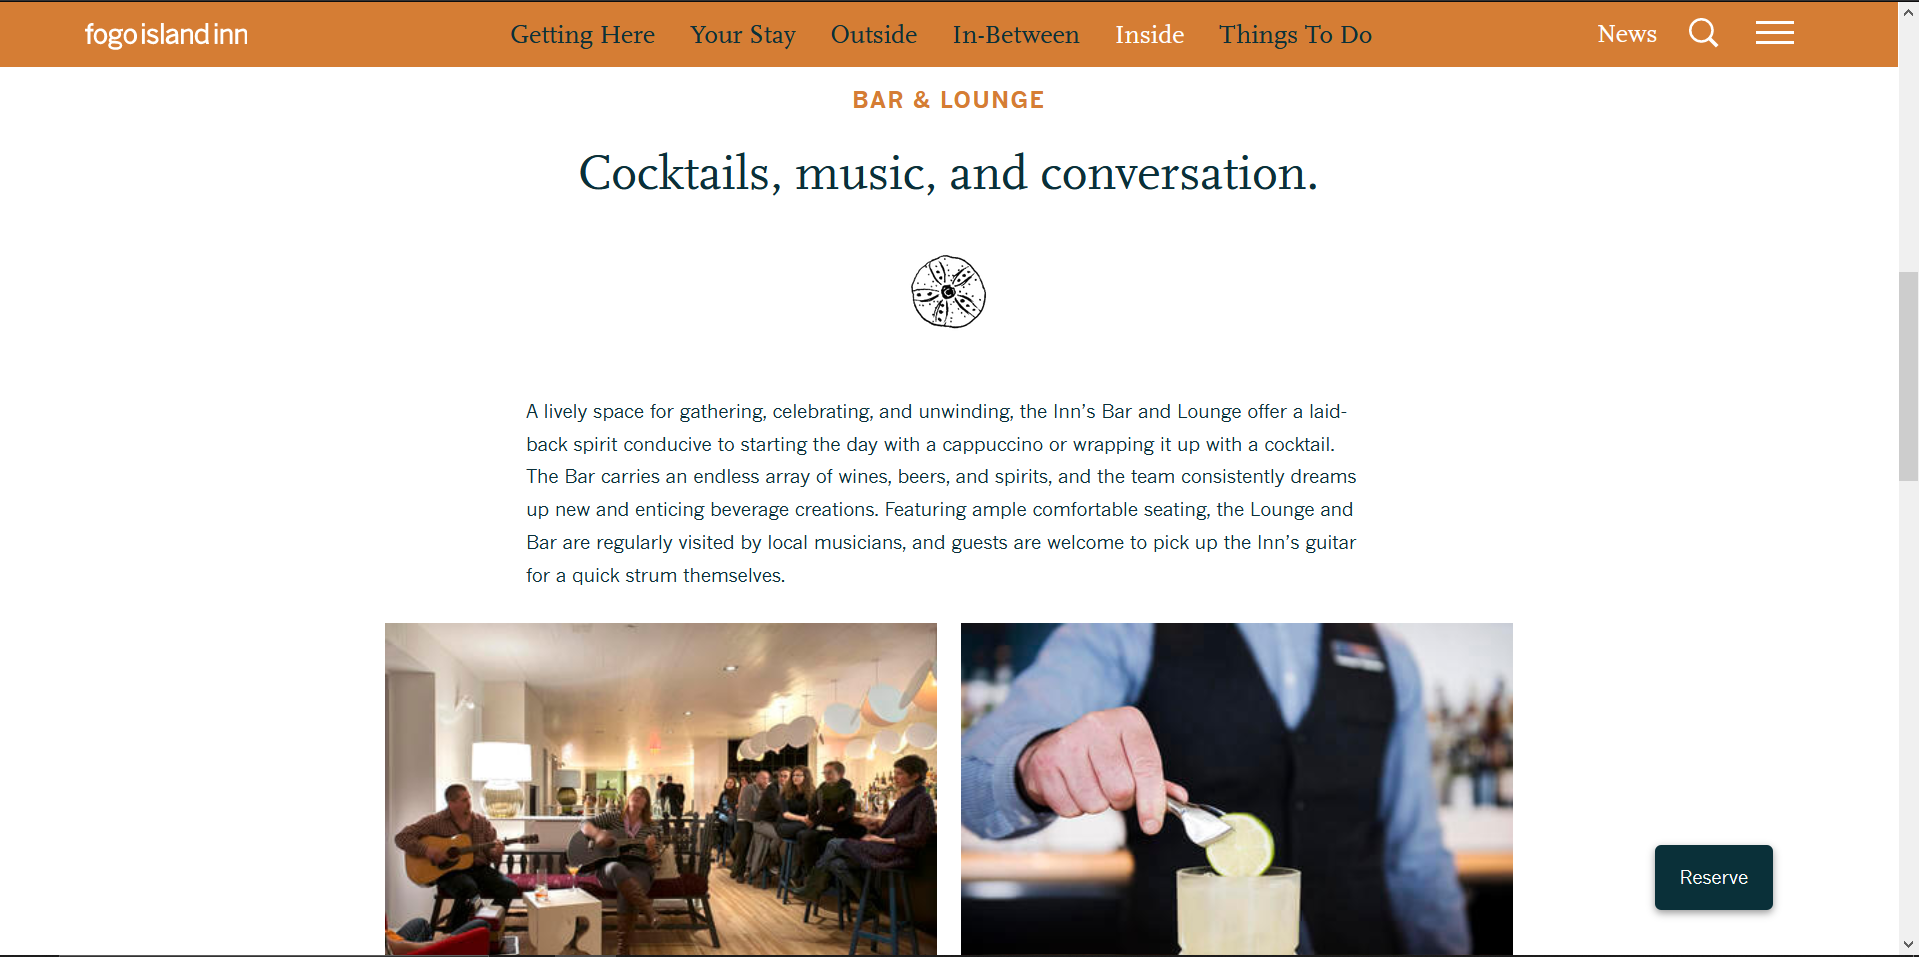 fogo island inn
Getting Here Your Stay Outside In-Between Inside Things To Do
News
BAR & LOUNGE
Cocktails, music, and conversation.
A lively space for gathering, celebrating, and unwinding, the Inn’s Bar and Lounge offer a laid-
back spirit conducive to starting the day with a cappuccino or wrapping it up with a cocktail.
The Bar carries an endless array of wines, beers, and spirits, and the team consistently dreams
up new and enticing beverage creations. Featuring ample comfortable seating, the Lounge and
Bar are regularly visited by local musicians, and guests are welcome to pick up the Inn’s guitar
for a quick strum themselves.
Reserve